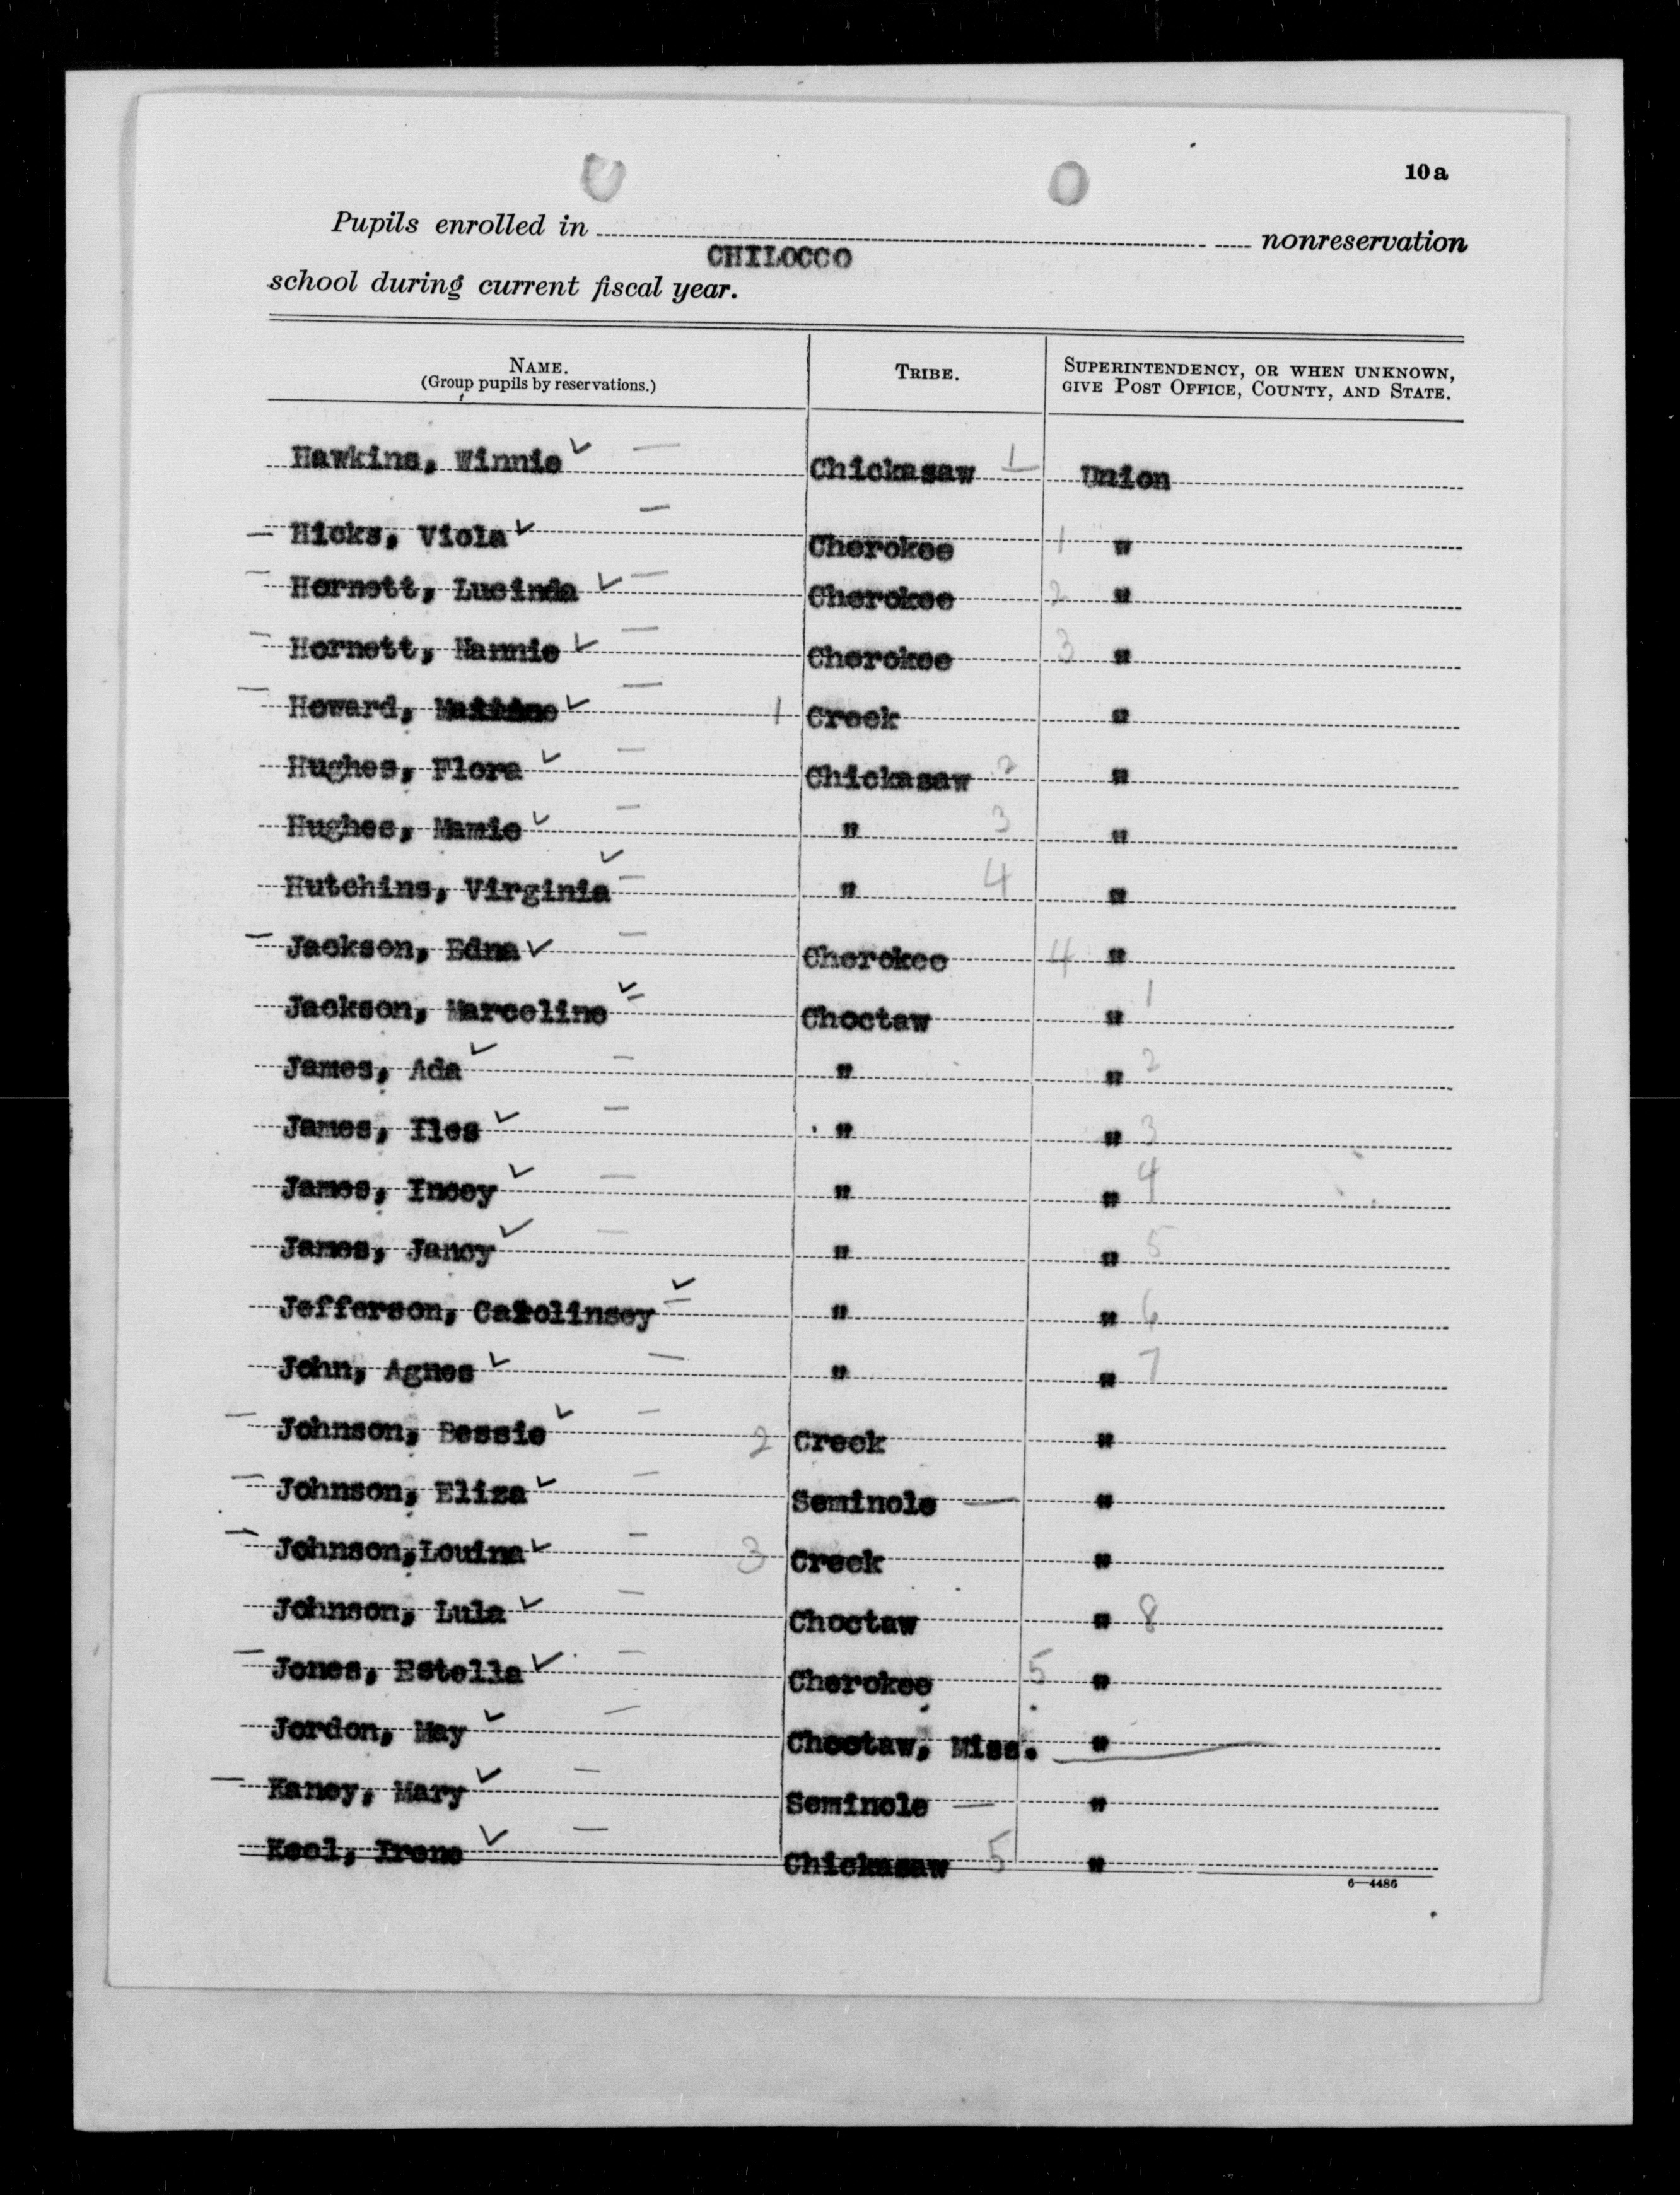 10a
Pupils enrolled in CHILOCCO nonreservation
school during current fiscal year.
NAME. TRIBE. SUPERINTENDENCY, OR WHEN UNKNOWN,
(Group pupils by reservations.) GIVE POST OFFICE, COUNTY, AND STATE.
Hawkins, Winnie ✓ — Chickasaw 1 Union
— Hicks, Viola ✓ — Cherokee 1 "
— Hornett, Lucinda ✓ — Cherokee 2 "
— Hornett, Nannie ✓ — Cherokee 3 "
— Howard, ✓ — 1 Creek "
Hughes, Flora ✓ — Chickasaw 2 "
Hughes, Mamie ✓ — " 3 "
Hutchins, Virginia ✓ — " 4 "
— Jackson, Edna ✓ — Cherokee 4 "
Jackson, Marceline ✓ — Choctaw " 1
James, Ada ✓ — " " 2
James, Iles ✓ — " " 3
James, Incey ✓ — " " 4
James, Jancy ✓ — " " 5
Jefferson, Carolinsey ✓ — " " 6
John, Agnes ✓ — " " 7
— Johnson, Bessie ✓ — 2 Creek "
— Johnson, Eliza ✓ — Seminole — "
— Johnson, Louina ✓ — 3 Creek "
Johnson, Lula ✓ — Choctaw " 8
— Jones, Estella ✓ — Cherokee 5 "
Jordon, May ✓ — Choctaw, Miss. "
— Kaney, Mary ✓ — Seminole — "
Keel, Irene ✓ — Chickasaw 5 "
6—4486